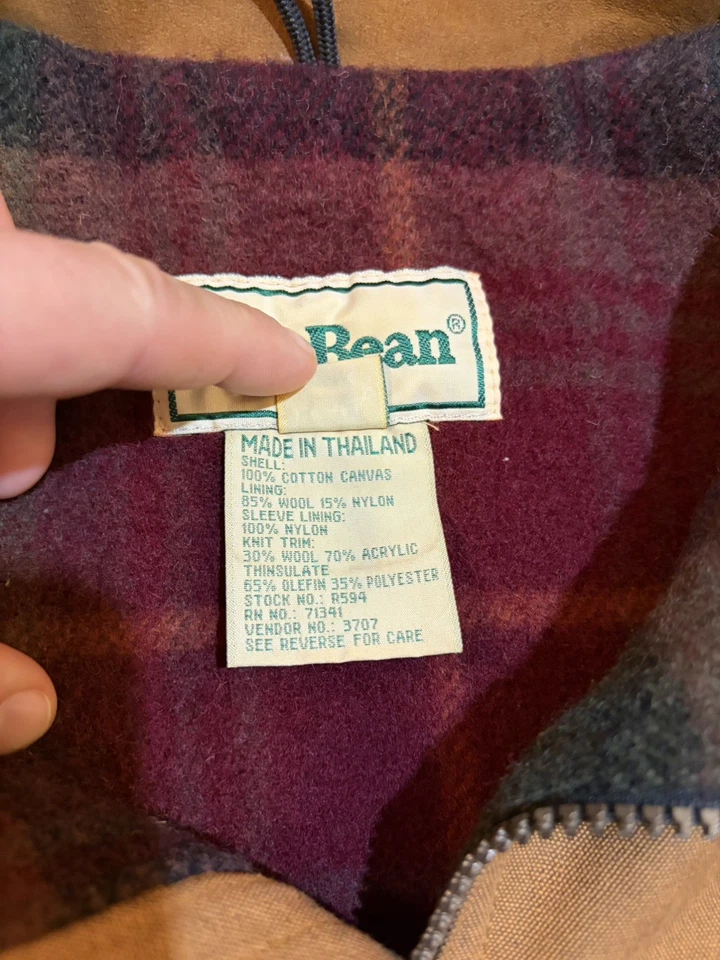 Bean®
MADE IN THAILAND
SHELL:
100% COTTON CANVAS
LINING:
85% WOOL 15% NYLON
SLEEVE LINING:
100% NYLON
KNIT TRIM:
30% WOOL 70% ACRYLIC
THINSULATE
65% OLEFIN 35% POLYESTER
STOCK NO.: R594
RN NO.: 71341
VENDOR NO.: 3707
SEE REVERSE FOR CARE